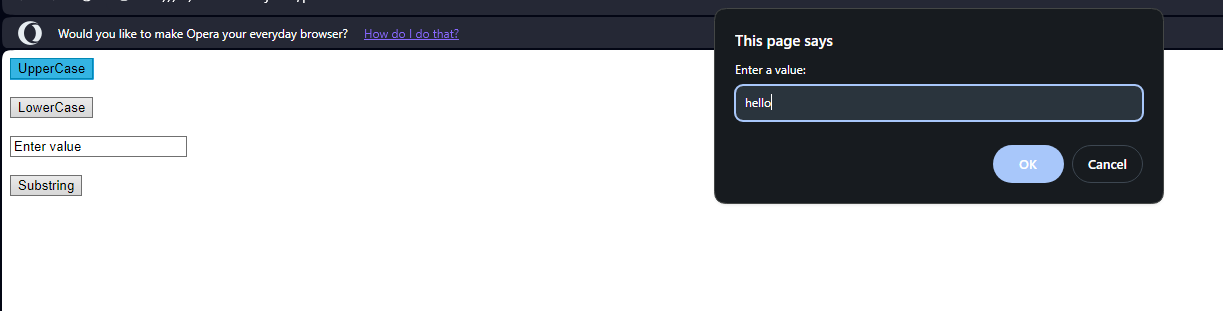 Would you like to make Opera your everyday browser? How do I do that?
UpperCase
LowerCase
Enter value
Substring
This page says
Enter a value:
hello
OK
Cancel